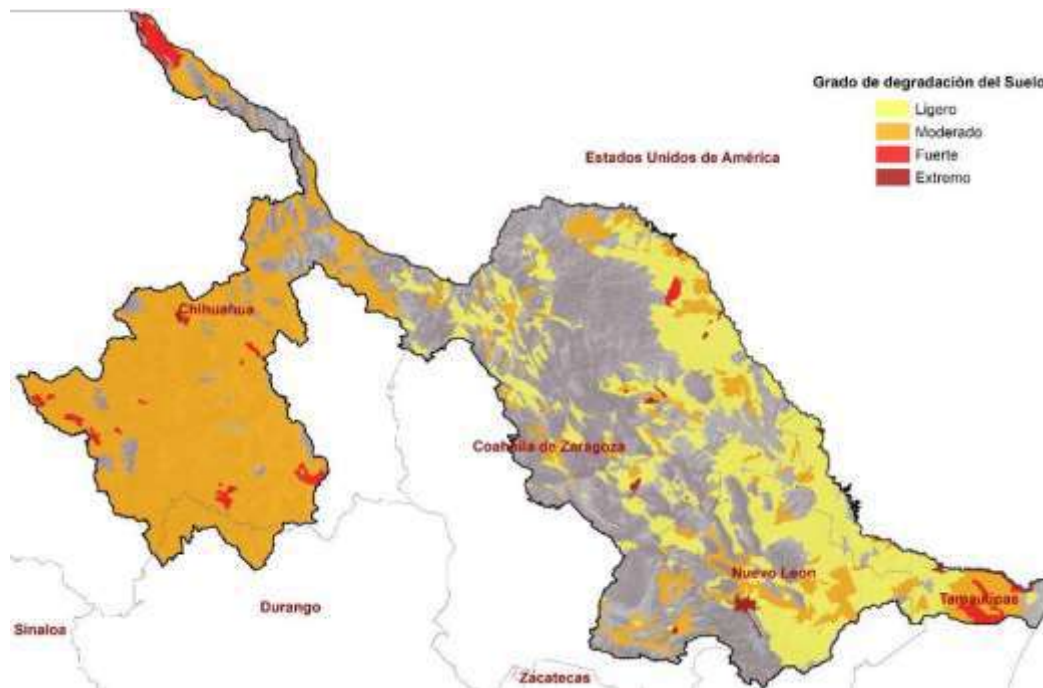 Grado de degradación del Suelo
Ligero
Moderado
Fuerte
Extremo
Estados Unidos de América
Chihuahua
Coahuila de Zaragoza
Nuevo León
Tamaulipas
Durango
Sinaloa
Zacatecas